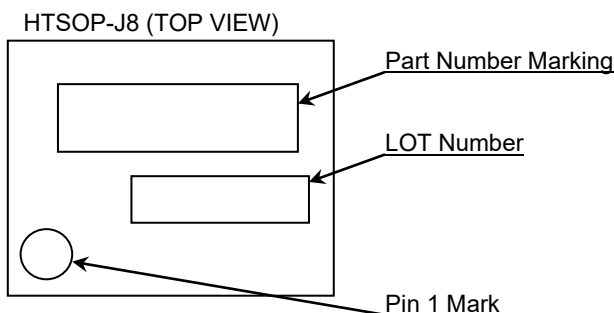 HTSOP-J8 (TOP VIEW)
Part Number Marking
LOT Number
Pin 1 Mark